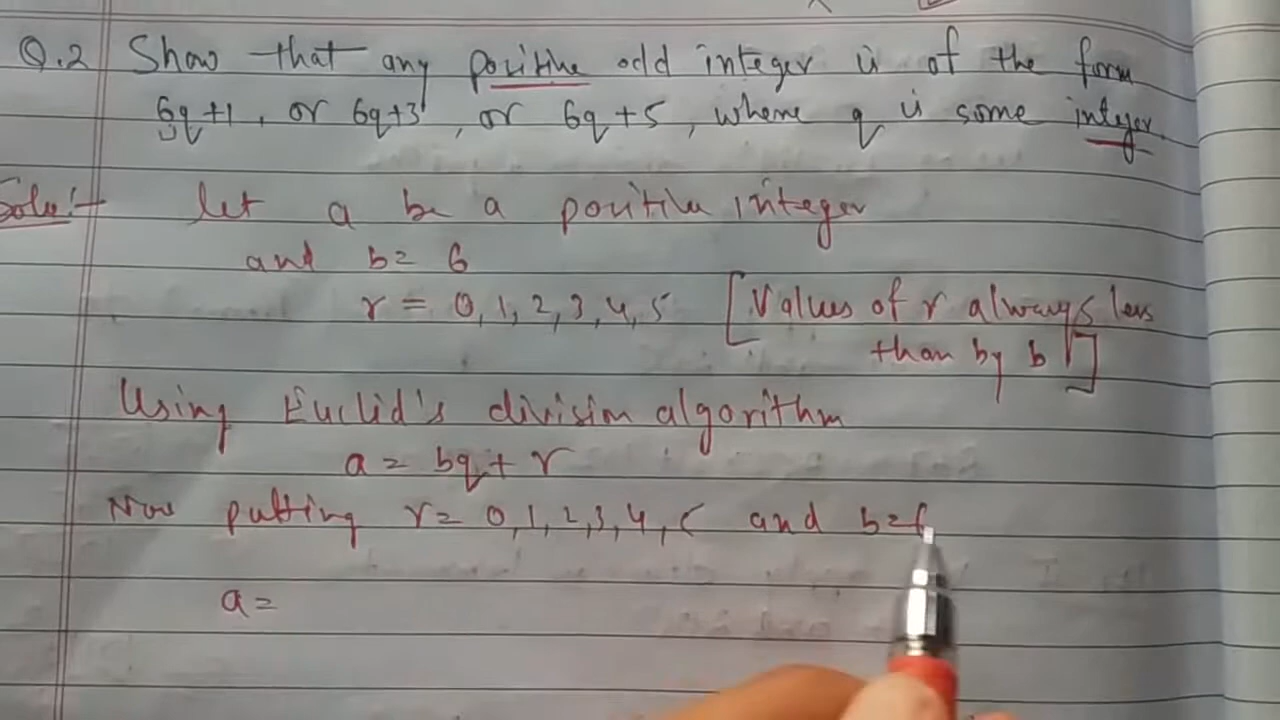 Q.2 Show that any positive odd integer is of the form
6q+1, or 6q+3, or 6q+5, where q is some integer.
Solu:- let a be a positive integer
and b= 6
r = 0,1,2,3,4,5 [Values of r always less
than by b]
Using Euclid's division algorithm
a = bq+ r
Now putting r= 0,1,2,3,4,5 and b=6
a =